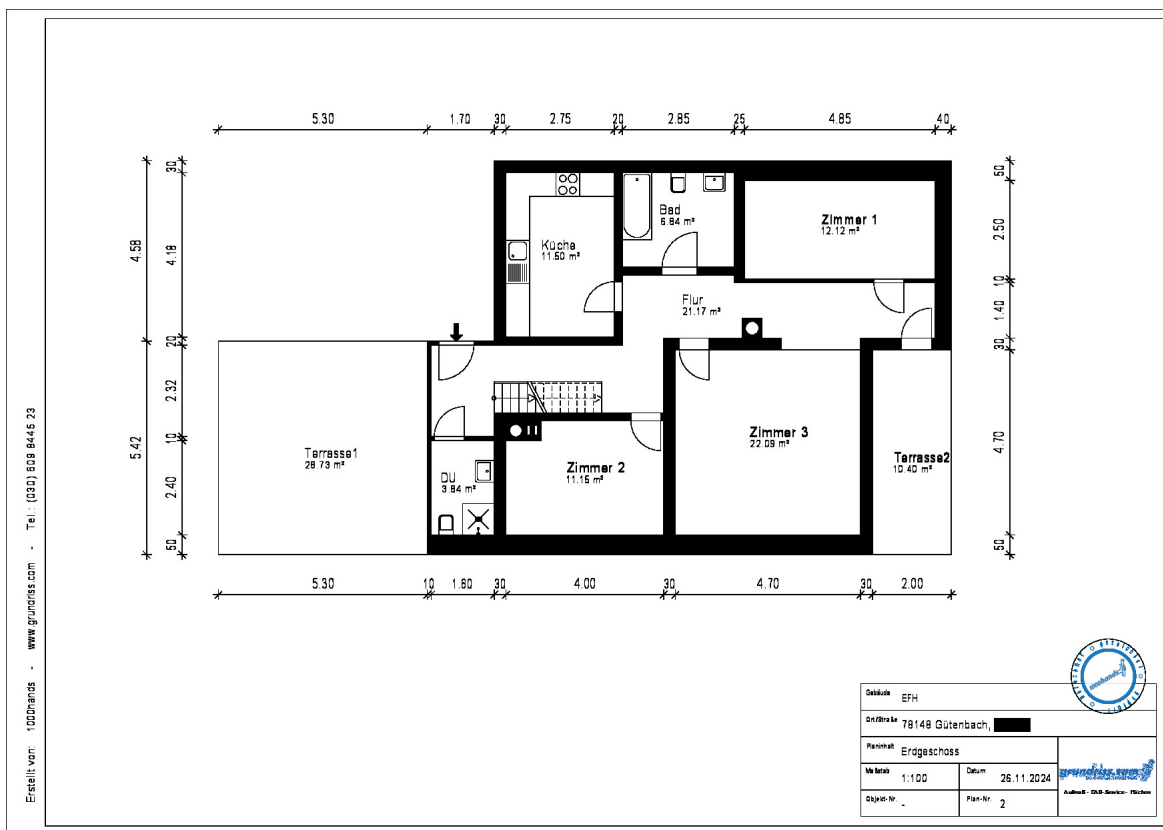 5.30 1.70 30 2.75 20 2.85 25 4.85 40
30
4.18
20
2.32
10
2.40
50
4.58
5.42
50
2.50
10
1.40
30
4.70
50
Küche
11.50 m²
Bad
6.84 m²
Zimmer 1
12.12 m²
Flur
21.17 m²
Terrasse1
28.73 m²
DU
3.84 m²
Zimmer 2
11.15 m²
Zimmer 3
22.09 m²
Terrasse2
10.40 m²
5.30 10 1.60 30 4.00 30 4.70 30 2.00
Erstellt von: 1000hands - www.grundriss.com - Tel.: (030) 609 8445 23
1000hands
Gebäude EFH
Ort/Straße 78148 Gütenbach,
Planinhalt Erdgeschoss
Maßstab 1:100 Datum 26.11.2024
Objekt-Nr. - Plan-Nr. 2
grundriss.com
Aufmaß - CAD-Service - Flächen